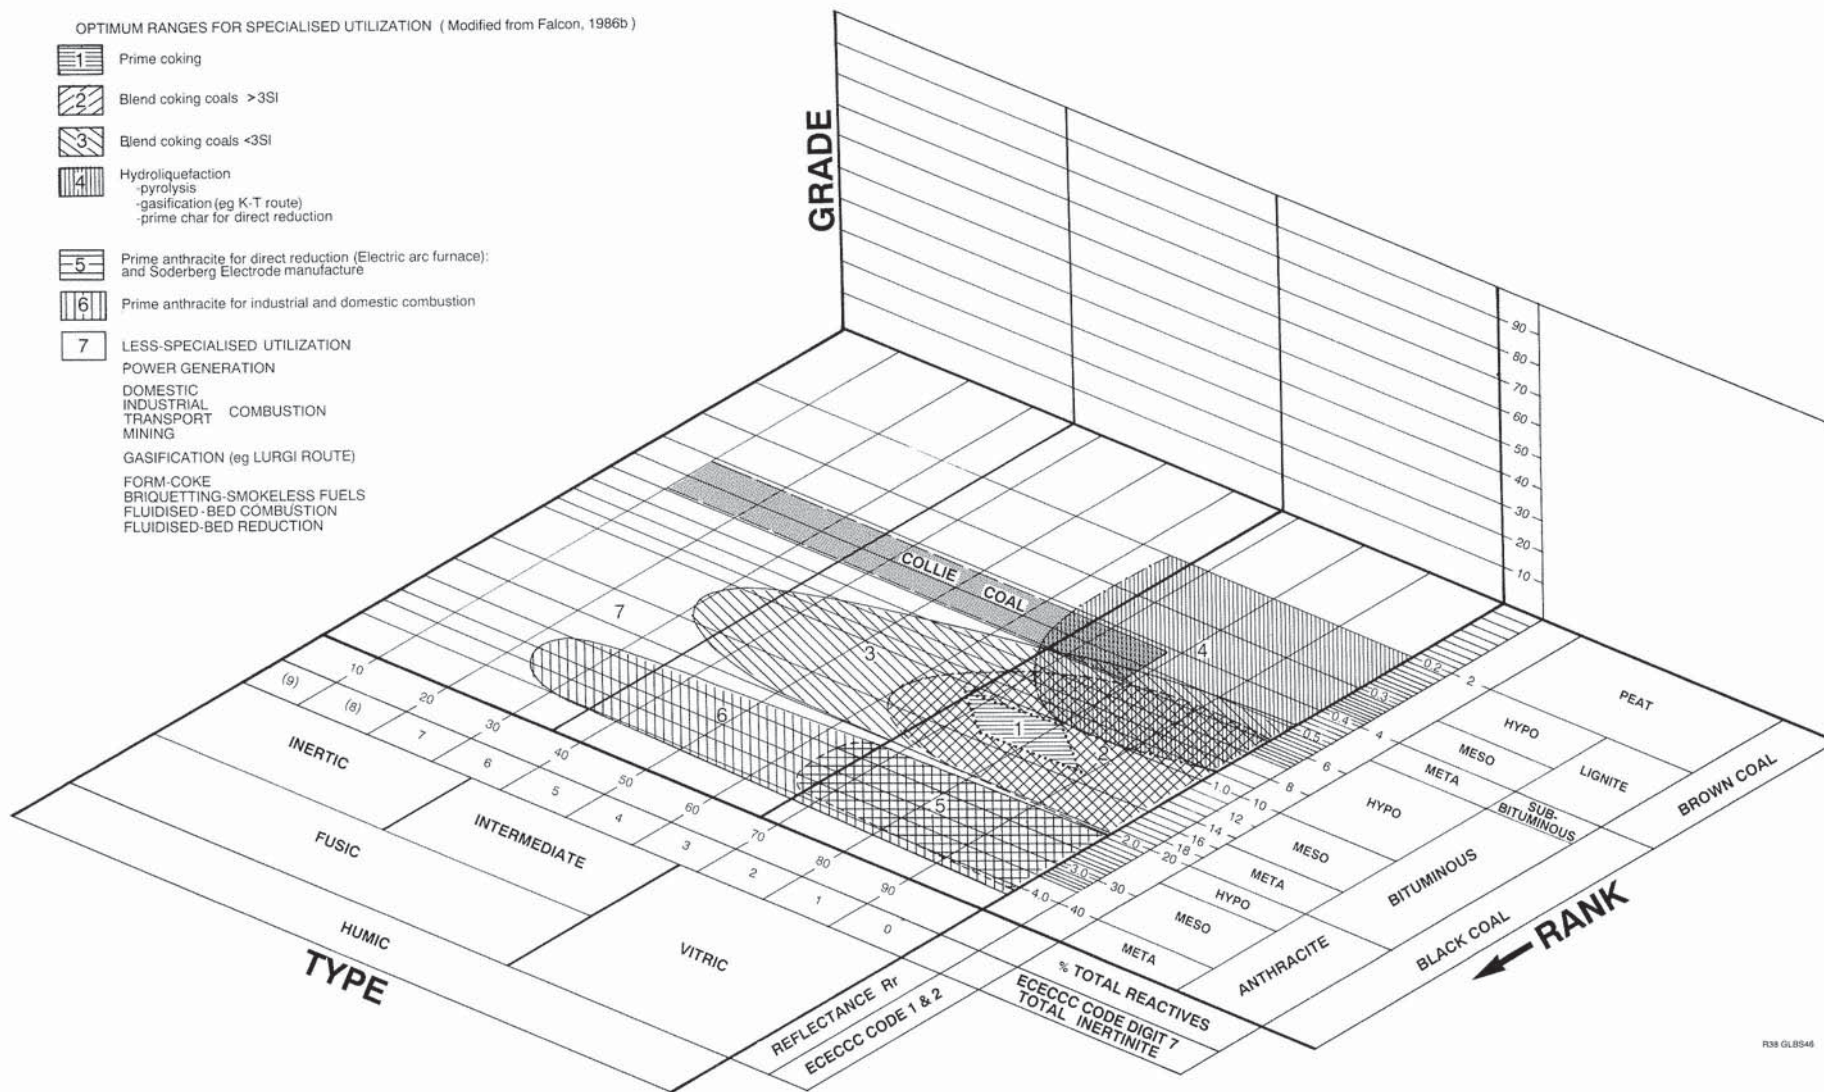 OPTIMUM RANGES FOR SPECIALISED UTILIZATION ( Modified from Falcon, 1986b )
1 Prime coking
2 Blend coking coals >3SI
3 Blend coking coals <3SI
4 Hydroliquefaction
-pyrolysis
-gasification (eg K-T route)
-prime char for direct reduction
5 Prime anthracite for direct reduction (Electric arc furnace):
and Soderberg Electrode manufacture
6 Prime anthracite for industrial and domestic combustion
7 LESS-SPECIALISED UTILIZATION
POWER GENERATION
DOMESTIC
INDUSTRIAL
TRANSPORT COMBUSTION
MINING
GASIFICATION (eg LURGI ROUTE)
FORM-COKE
BRIQUETTING-SMOKELESS FUELS
FLUIDISED-BED COMBUSTION
FLUIDISED-BED REDUCTION
GRADE
90
80
70
60
50
40
30
20
10
COLLIE COAL
7
3
4
6
1
2
5
0.2
0.3
0.4
0.5
1.0
2.0
3.0
4.0
2
4
6
8
10
12
14
16
18
20
30
40
10
20
30
40
50
60
70
80
90
(9)
(8)
7
6
5
4
3
2
1
0
INERTIC
INTERMEDIATE
FUSIC
HUMIC
VITRIC
TYPE
PEAT
HYPO
MESO
META
LIGNITE
SUB-
BITUMINOUS
BROWN COAL
HYPO
MESO
META
BITUMINOUS
HYPO
MESO
META
ANTHRACITE
BLACK COAL
RANK
REFLECTANCE Rr
ECECCC CODE 1 & 2
% TOTAL REACTIVES
ECECCC CODE DIGIT 7
TOTAL INERTINITE
R38 GLBS46